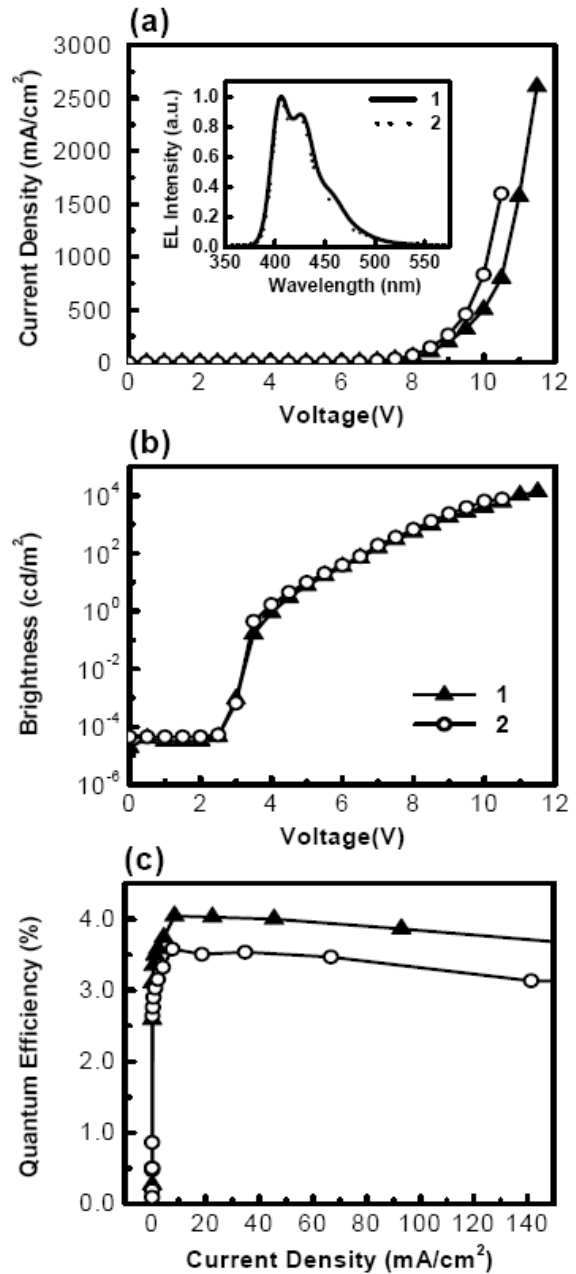 (a)
3000
2500
2000
1500
1000
500
0
Current Density (mA/cm²)
1.0
0.8
0.6
0.4
0.2
0.0
EL Intensity (a.u.)
1
2
350 400 450 500 550
Wavelength (nm)
0 2 4 6 8 10 12
Voltage(V)
(b)
10⁴
10²
10⁰
10⁻²
10⁻⁴
10⁻⁶
Brightness (cd/m²)
1
2
0 2 4 6 8 10 12
Voltage(V)
(c)
4.0
3.0
2.0
1.0
0.0
Quantum Efficiency (%)
0 20 40 60 80 100 120 140
Current Density (mA/cm²)